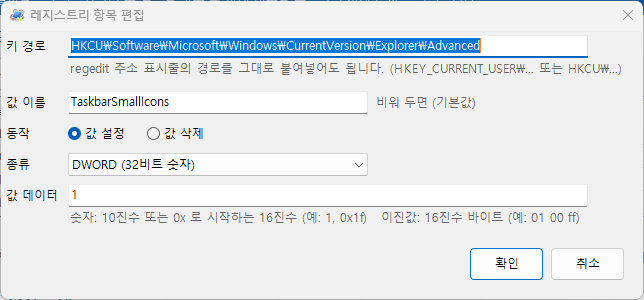 레지스트리 항목 편집
키 경로 HKCU₩Software₩Microsoft₩Windows₩CurrentVersion₩Explorer₩Advanced
regedit 주소 표시줄의 경로를 그대로 붙여넣어도 됩니다. (HKEY_CURRENT_USER₩... 또는 HKCU₩...)
값 이름 TaskbarSmallIcons 비워 두면 (기본값)
동작 값 설정 값 삭제
종류 DWORD (32비트 숫자)
값 데이터 1
숫자: 10진수 또는 0x 로 시작하는 16진수 (예: 1, 0x1f) 이진값: 16진수 바이트 (예: 01 00 ff)
확인 취소